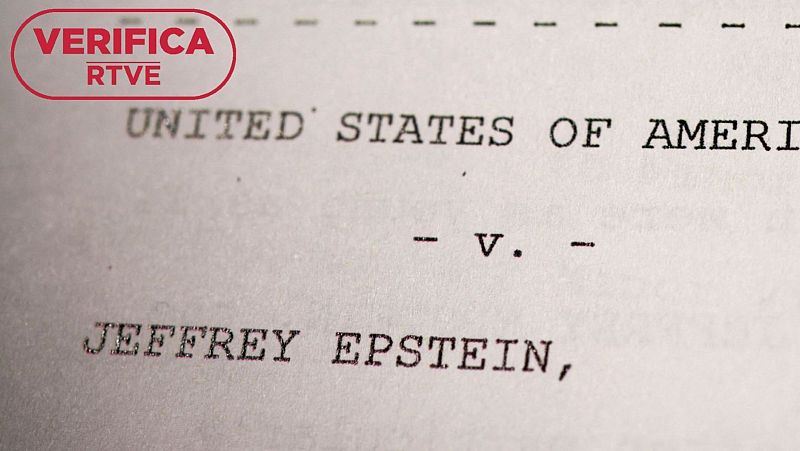 VERIFICA
RTVE
- - - - - - - - - - - -
UNITED STATES OF AMERI
- v. -
JEFFREY EPSTEIN,